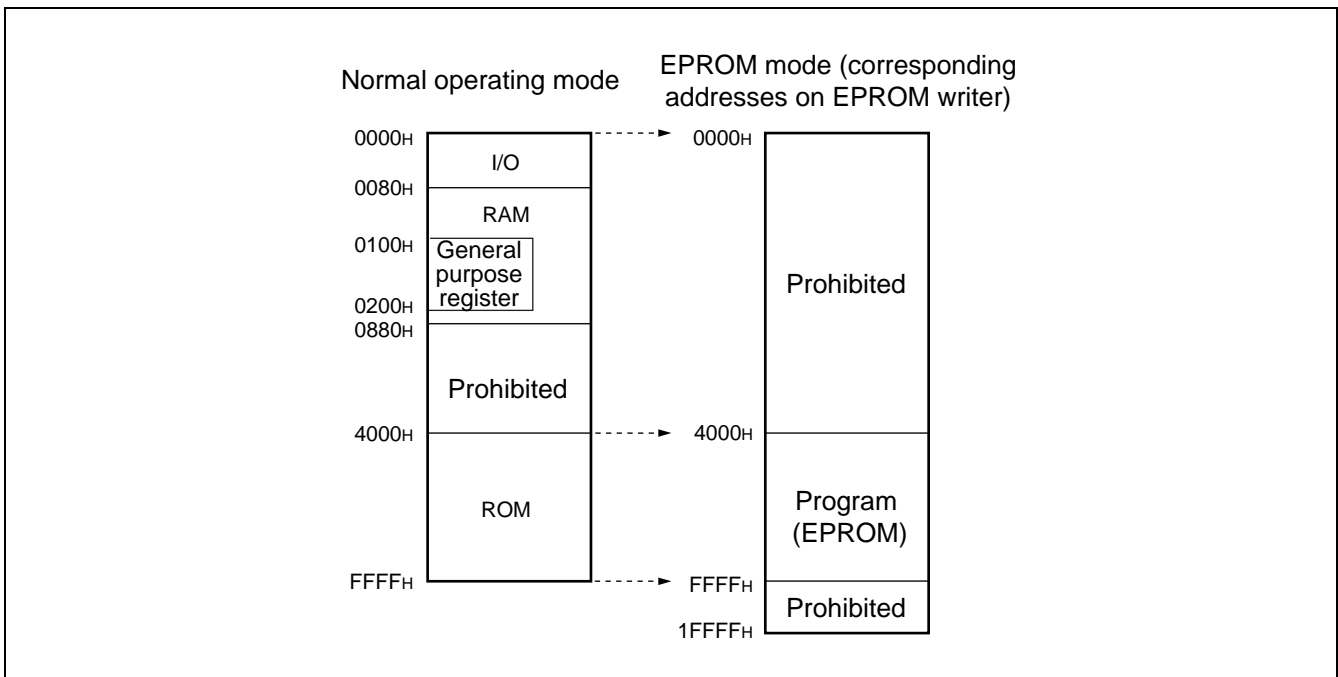 Normal operating mode
0000H
I/O
0080H
RAM
0100H
General
purpose
register
0200H
0880H
Prohibited
4000H
ROM
FFFFH
EPROM mode (corresponding
addresses on EPROM writer)
0000H
Prohibited
4000H
Program
(EPROM)
FFFFH
Prohibited
1FFFFH